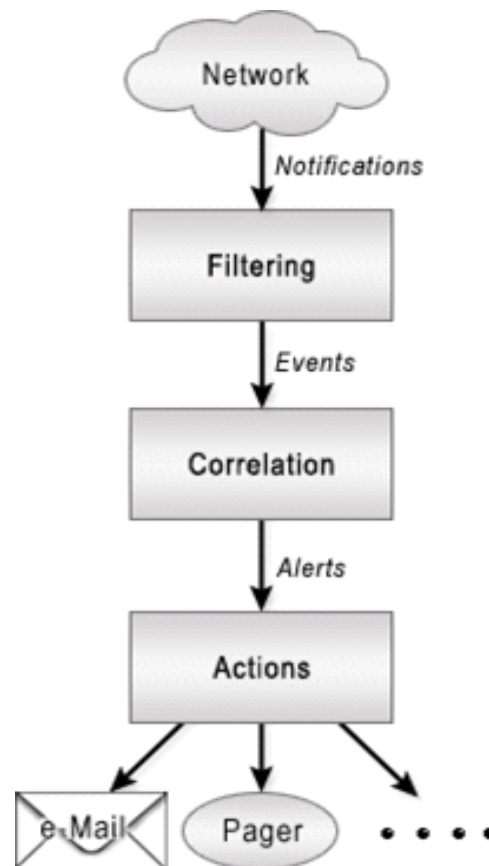 Network
Notifications
Filtering
Events
Correlation
Alerts
Actions
e-Mail
Pager